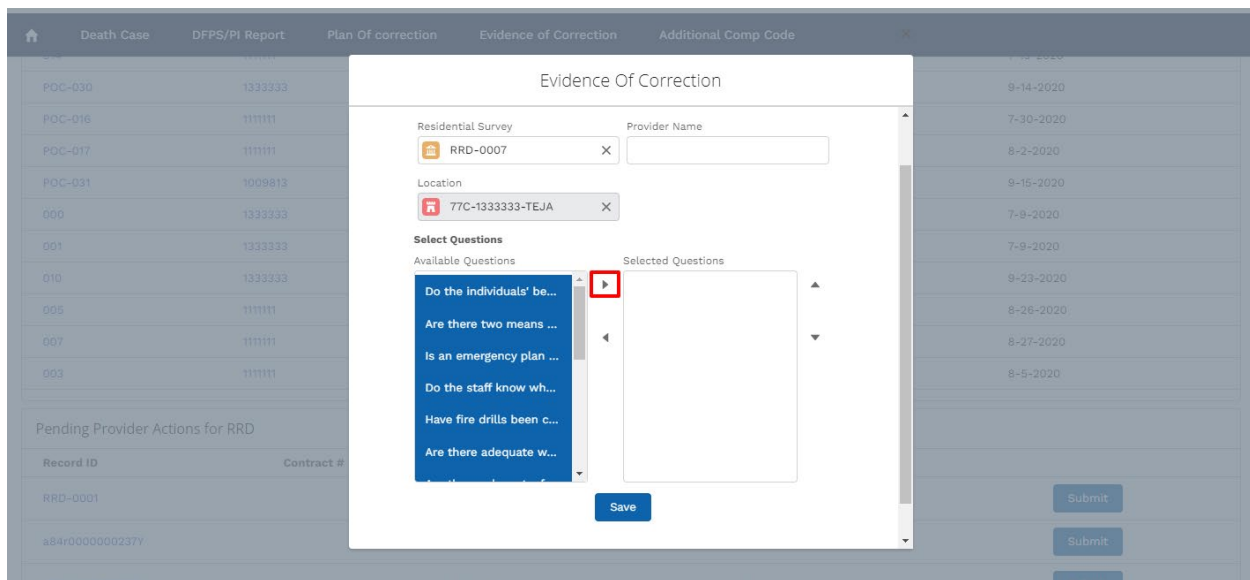 Death Case DFPS/PI Report Plan Of correction Evidence of Correction Additional Comp Code
Evidence Of Correction
POC-030 1333333 9-14-2020
POC-016 1111111 7-30-2020
POC-017 1111111 8-2-2020
POC-031 1009813 9-15-2020
000 1333333 7-9-2020
001 1333333 7-9-2020
010 1333333 9-23-2020
005 1111111 8-26-2020
007 1111111 8-27-2020
003 1111111 8-5-2020
Residential Survey Provider Name
RRD-0007
Location
77C-1333333-TEJA
Select Questions
Available Questions Selected Questions
Do the individuals' be...
Are there two means ...
Is an emergency plan ...
Do the staff know wh...
Have fire drills been c...
Are there adequate w...
Save
Pending Provider Actions for RRD
Record ID Contract #
RRD-0001 Submit
a84r0000000237Y Submit